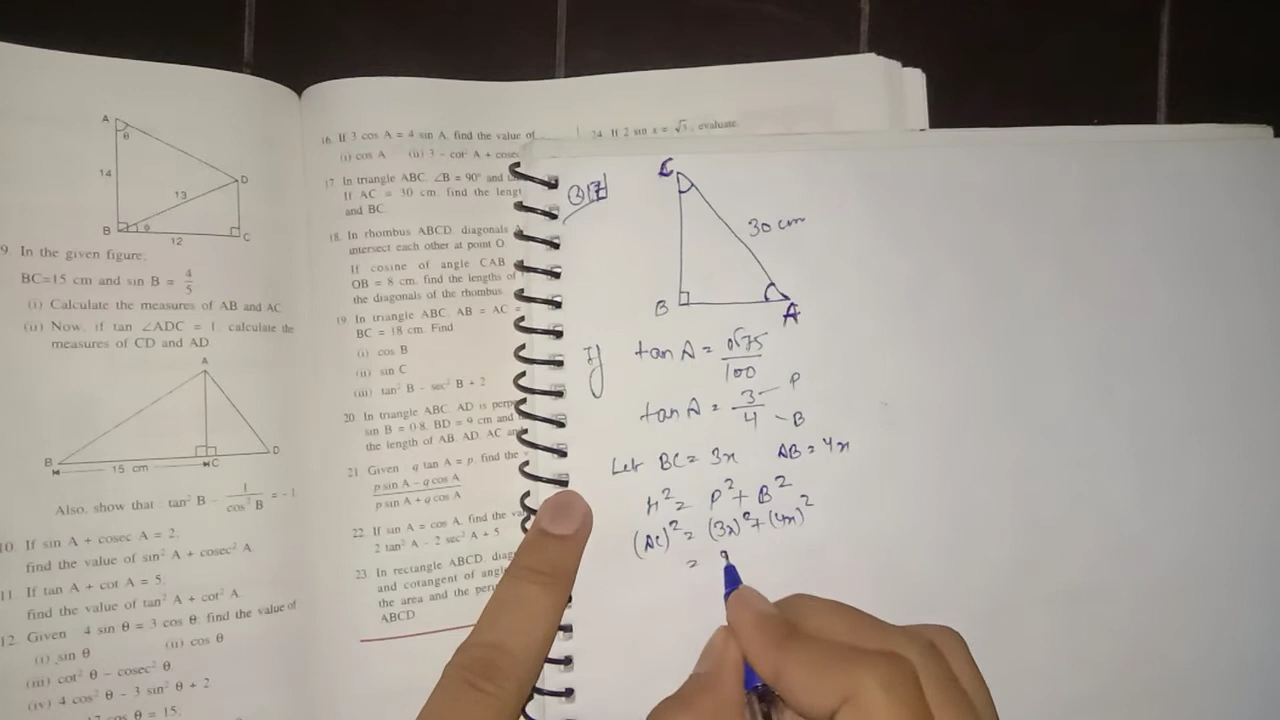 A
θ
14
13
D
B
φ
12
C
9. In the given figure;
BC=15 cm and sin B = 4/5
(i) Calculate the measures of AB and AC.
(ii) Now, if tan ∠ADC = 1, calculate the
measures of CD and AD.
A
B
15 cm
C
D
Also, show that : tan² B - 1/cos² B = - 1
10. If sin A + cosec A = 2;
find the value of sin² A + cosec² A.
11. If tan A + cot A = 5;
find the value of tan² A + cot² A.
12. Given 4 sin θ = 3 cos θ; find the value of
(i) sin θ (ii) cos θ
(iii) cot² θ - cosec² θ.
(iv) 4 cos² θ - 3 sin² θ + 2
cos θ = 15;
16. If 3 cos A = 4 sin A, find the value of
(i) cos A (ii) 3 - cot² A + cosec
17. In triangle ABC, ∠B = 90° and
If AC = 30 cm, find the
and BC.
18. In rhombus ABCD, diagonals
intersect each other at point O.
If cosine of angle CAB
OB = 8 cm, find the lengths of
the diagonals of the rhombus.
19. In triangle ABC, AB = AC =
BC = 18 cm. Find
(i) cos B
(ii) sin C
(iii) tan² B - sec² B + 2
20. In triangle ABC, AD is
sin B = 0·8, BD = 9 cm and
the length of AB, AD, AC
21. Given q tan A = p, find the
p sin A - q cos A
p sin A + q cos A
22. If sin A = cos A, find the
2 tan² A - 2 sec² A + 5
23. In rectangle ABCD,
and cotangent of
the area and the
ABCD
24. If 2 sin x = √3, evaluate.
Q17
C
30 cm
B
A
If tan A = 0.75/100
tan A = 3/4 P B
Let BC = 3x AB = 4x
H² = P² + B²
(AC)² = (3x)² + (4x)²
= 9